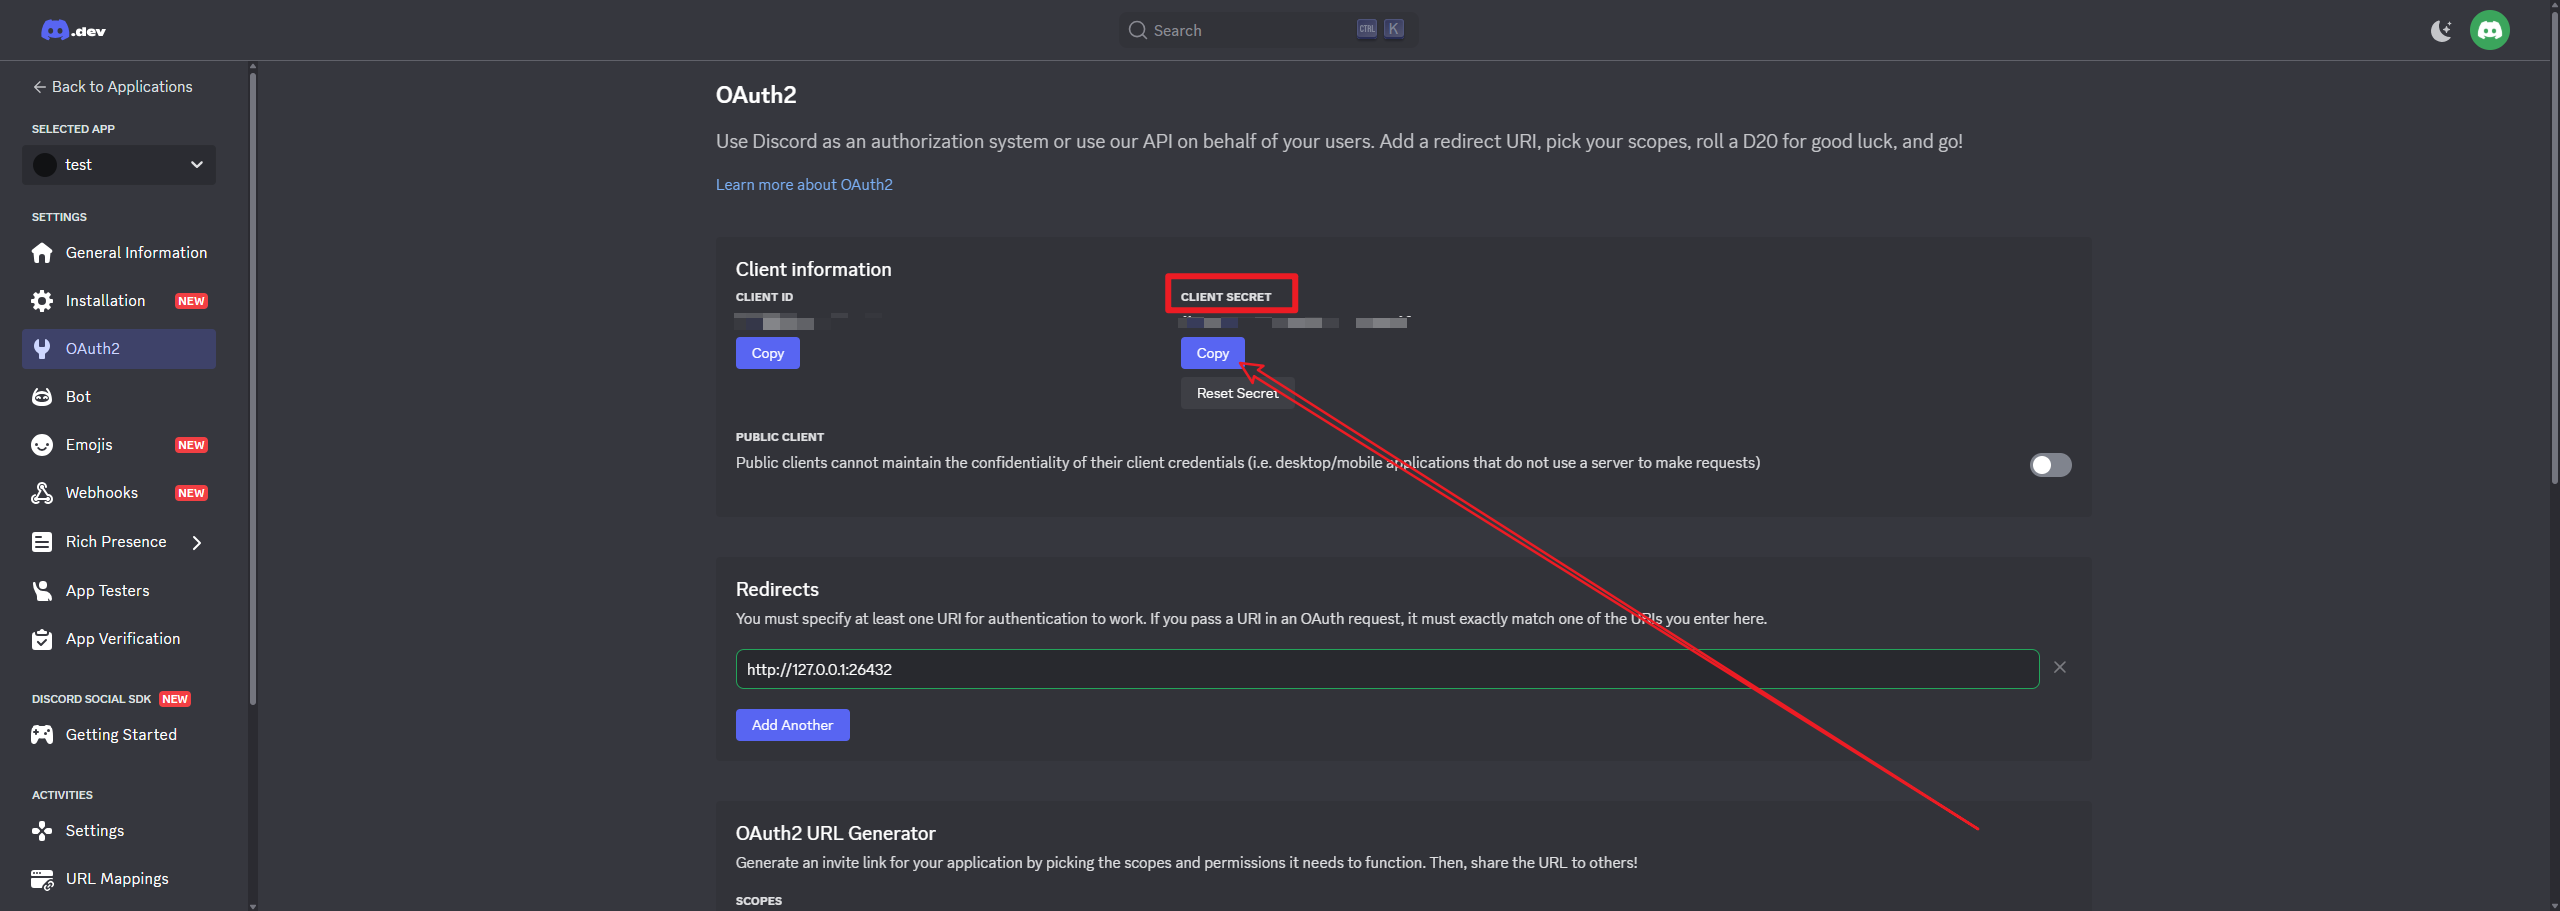 .dev
Search
CTRL K
Back to Applications
SELECTED APP
test
SETTINGS
General Information
Installation NEW
OAuth2
Bot
Emojis NEW
Webhooks NEW
Rich Presence
App Testers
App Verification
DISCORD SOCIAL SDK NEW
Getting Started
ACTIVITIES
Settings
URL Mappings
OAuth2
Use Discord as an authorization system or use our API on behalf of your users. Add a redirect URI, pick your scopes, roll a D20 for good luck, and go!
Learn more about OAuth2
Client information
CLIENT ID
Copy
CLIENT SECRET
Copy
Reset Secret
PUBLIC CLIENT
Public clients cannot maintain the confidentiality of their client credentials (i.e. desktop/mobile applications that do not use a server to make requests)
Redirects
You must specify at least one URI for authentication to work. If you pass a URI in an OAuth request, it must exactly match one of the URIs you enter here.
http://127.0.0.1:26432
Add Another
OAuth2 URL Generator
Generate an invite link for your application by picking the scopes and permissions it needs to function. Then, share the URL to others!
SCOPES